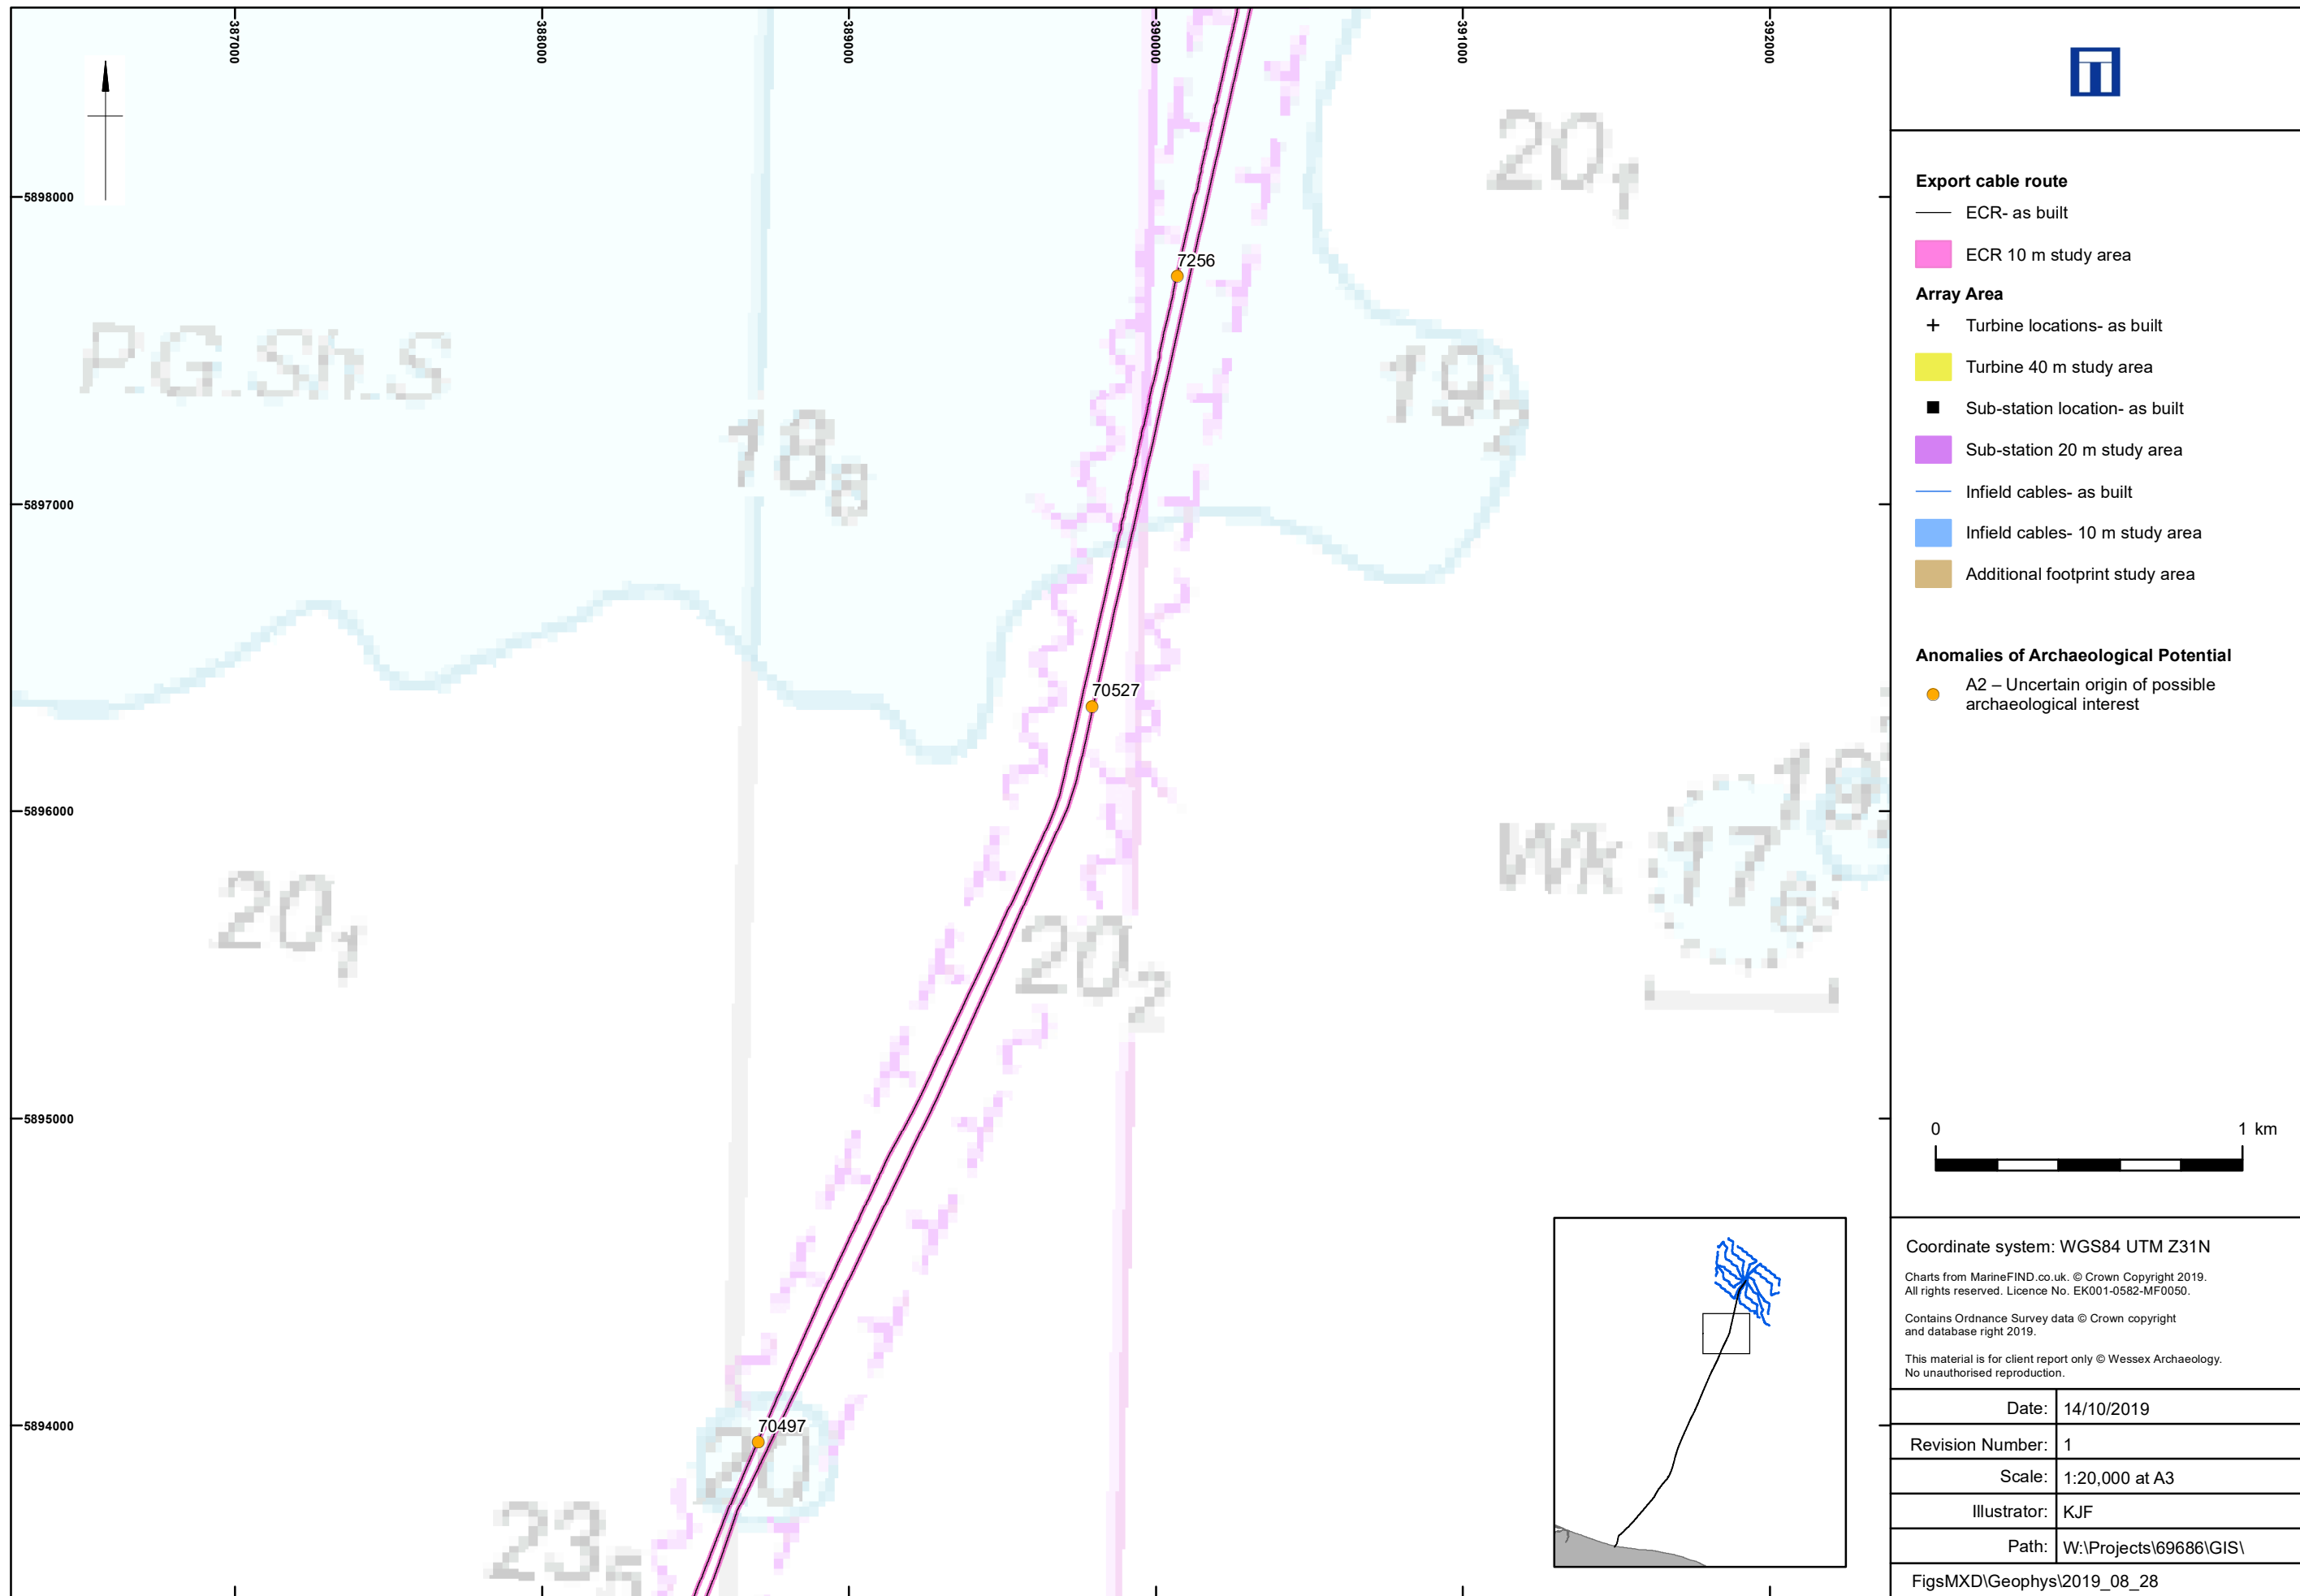 387000
388000
389000
390000
391000
392000
5898000
5897000
5896000
5895000
5894000
7256
70527
70497
20₁
P.G.Sh.S
19₂
18₈
20₁
20₂
Wk
17₆
20
23₅
Export cable route
ECR- as built
ECR 10 m study area
Array Area
Turbine locations- as built
Turbine 40 m study area
Sub-station location- as built
Sub-station 20 m study area
Infield cables- as built
Infield cables- 10 m study area
Additional footprint study area
Anomalies of Archaeological Potential
A2 – Uncertain origin of possible
archaeological interest
0 1 km
Coordinate system: WGS84 UTM Z31N
Charts from MarineFIND.co.uk. © Crown Copyright 2019.
All rights reserved. Licence No. EK001-0582-MF0050.
Contains Ordnance Survey data © Crown copyright
and database right 2019.
This material is for client report only © Wessex Archaeology.
No unauthorised reproduction.
Date: 14/10/2019
Revision Number: 1
Scale: 1:20,000 at A3
Illustrator: KJF
Path: W:\Projects\69686\GIS\
FigsMXD\Geophys\2019_08_28